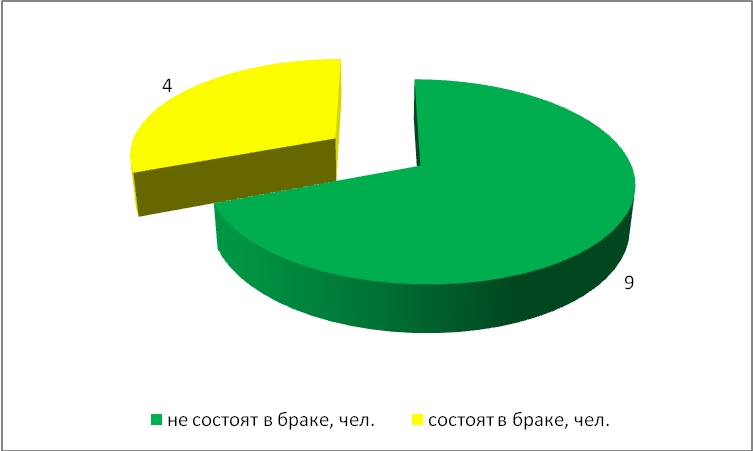 4
9
не состоят в браке, чел.
состоят в браке, чел.